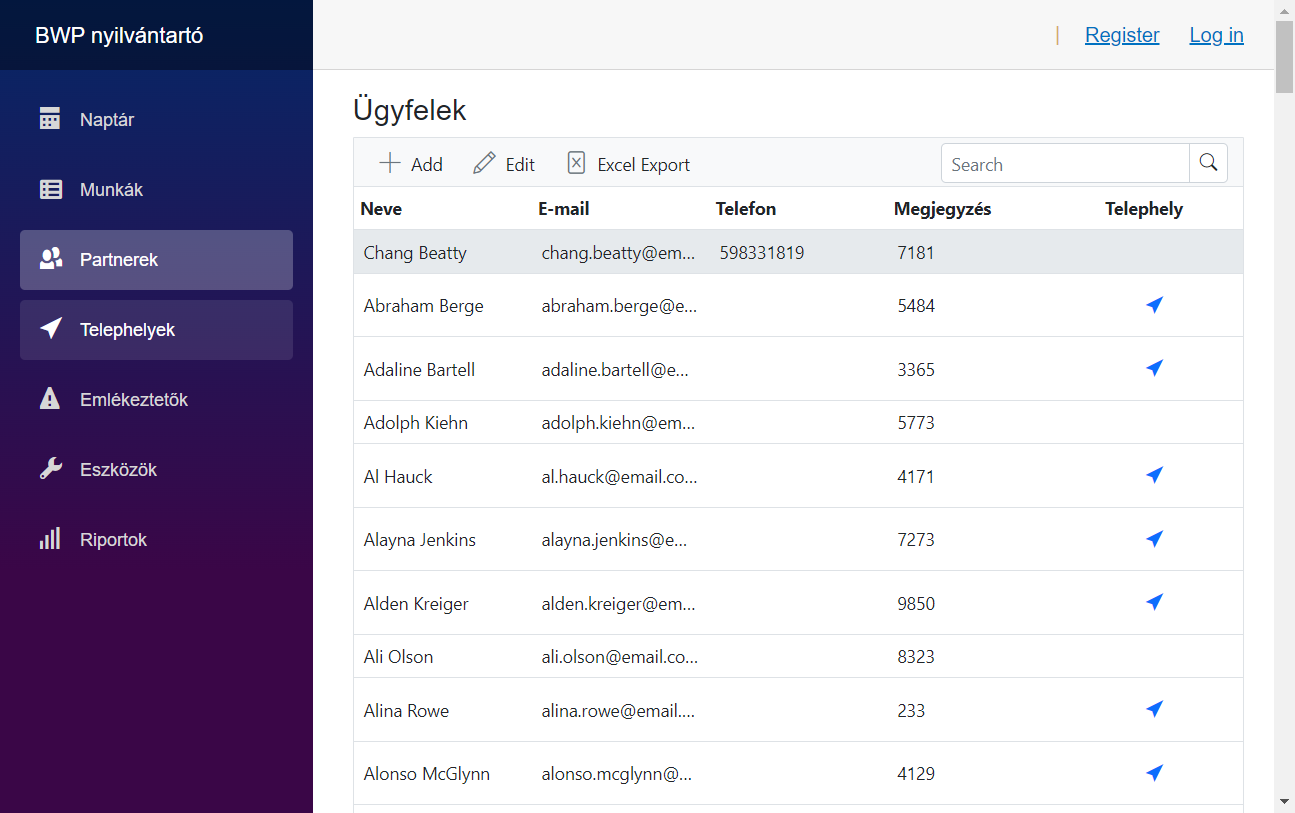 BWP nyilvántartó
| Register Log in
Naptár
Munkák
Partnerek
Telephelyek
Emlékeztetők
Eszközök
Riportok
Ügyfelek
Add Edit Excel Export Search
Neve E-mail Telefon Megjegyzés Telephely
Chang Beatty chang.beatty@em... 598331819 7181
Abraham Berge abraham.berge@e... 5484
Adaline Bartell adaline.bartell@e... 3365
Adolph Kiehn adolph.kiehn@em... 5773
Al Hauck al.hauck@email.co... 4171
Alayna Jenkins alayna.jenkins@e... 7273
Alden Kreiger alden.kreiger@em... 9850
Ali Olson ali.olson@email.co... 8323
Alina Rowe alina.rowe@email.... 233
Alonso McGlynn alonso.mcglynn@... 4129